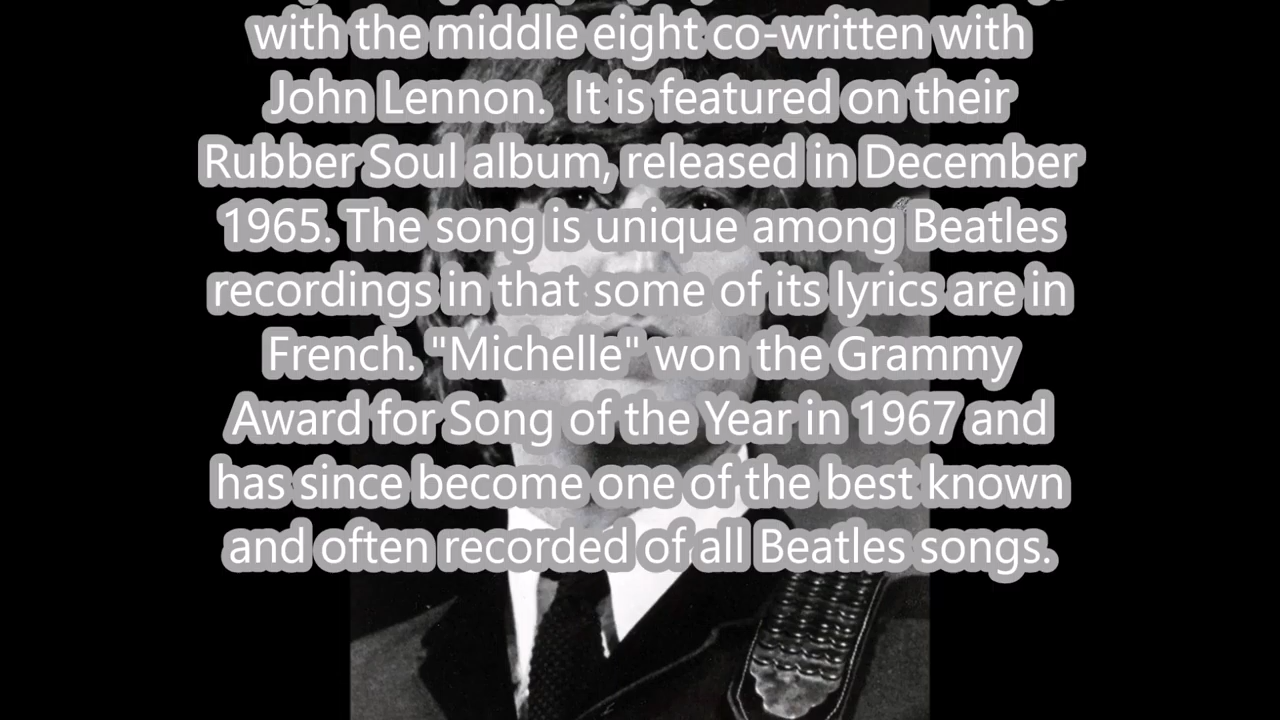 with the middle eight co-written with
John Lennon.  It is featured on their
Rubber Soul album, released in December
1965. The song is unique among Beatles
recordings in that some of its lyrics are in
French. "Michelle" won the Grammy
Award for Song of the Year in 1967 and
has since become one of the best known
and often recorded of all Beatles songs.